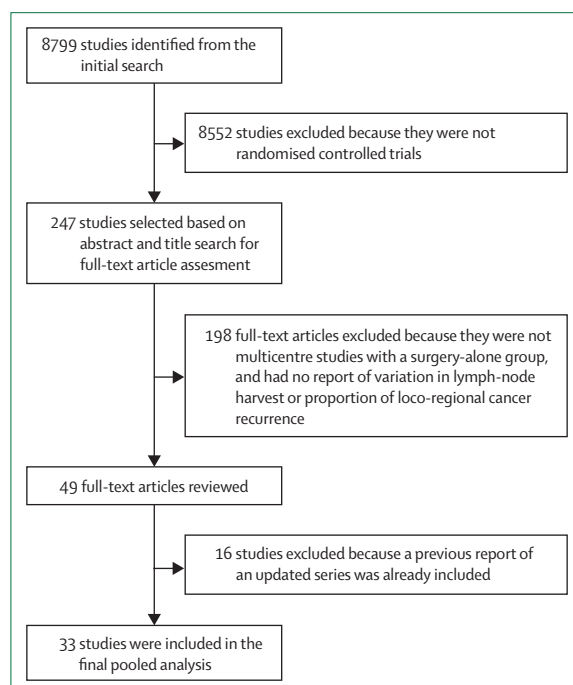 8799 studies identified from the
initial search
8552 studies excluded because they were not
randomised controlled trials
247 studies selected based on
abstract and title search for
full-text article assesment
198 full-text articles excluded because they were not
multicentre studies with a surgery-alone group,
and had no report of variation in lymph-node
harvest or proportion of loco-regional cancer
recurrence
49 full-text articles reviewed
16 studies excluded because a previous report of
an updated series was already included
33 studies were included in the
final pooled analysis